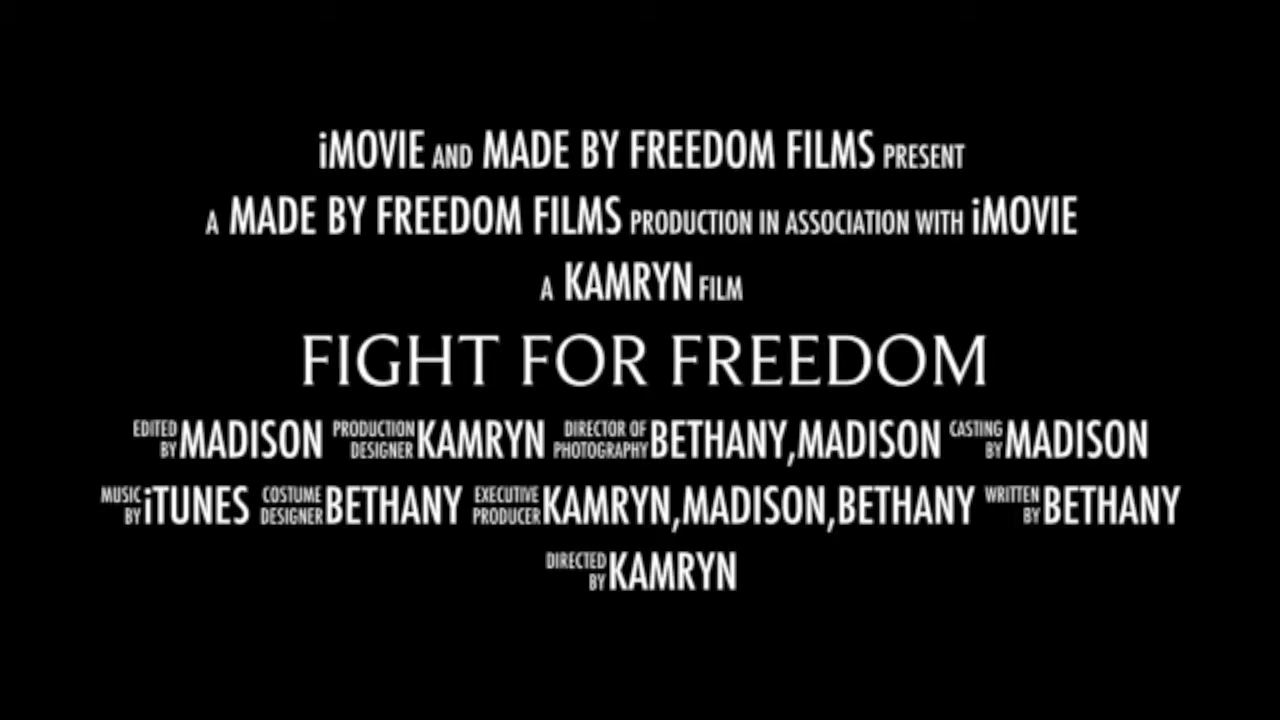 iMOVIE AND MADE BY FREEDOM FILMS PRESENT
A MADE BY FREEDOM FILMS PRODUCTION IN ASSOCIATION WITH iMOVIE
A KAMRYN FILM
FIGHT FOR FREEDOM
EDITED BY MADISON PRODUCTION DESIGNER KAMRYN DIRECTOR OF PHOTOGRAPHY BETHANY,MADISON CASTING BY MADISON
MUSIC BY iTUNES COSTUME DESIGNER BETHANY EXECUTIVE PRODUCER KAMRYN,MADISON,BETHANY WRITTEN BY BETHANY
DIRECTED BY KAMRYN